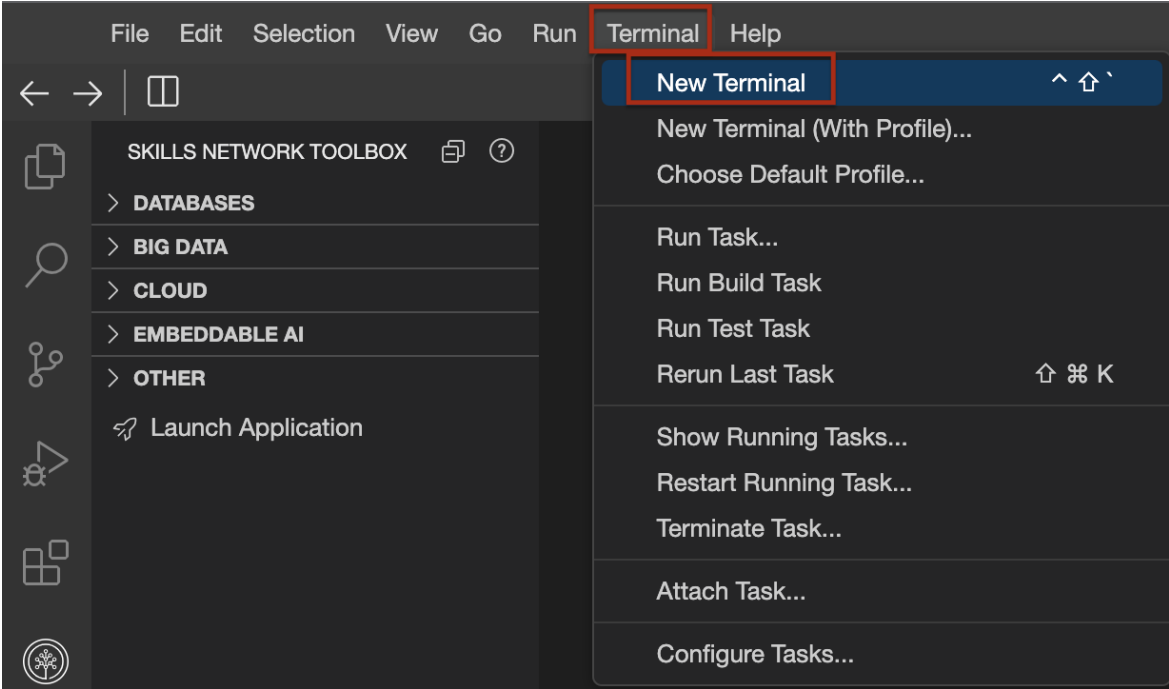 File Edit Selection View Go Run Terminal Help
New Terminal ^ ⇧ `
SKILLS NETWORK TOOLBOX ?
New Terminal (With Profile)...
Choose Default Profile...
DATABASES
BIG DATA
CLOUD
EMBEDDABLE AI
OTHER
Launch Application
Run Task...
Run Build Task
Run Test Task
Rerun Last Task ⇧ ⌘ K
Show Running Tasks...
Restart Running Task...
Terminate Task...
Attach Task...
Configure Tasks...